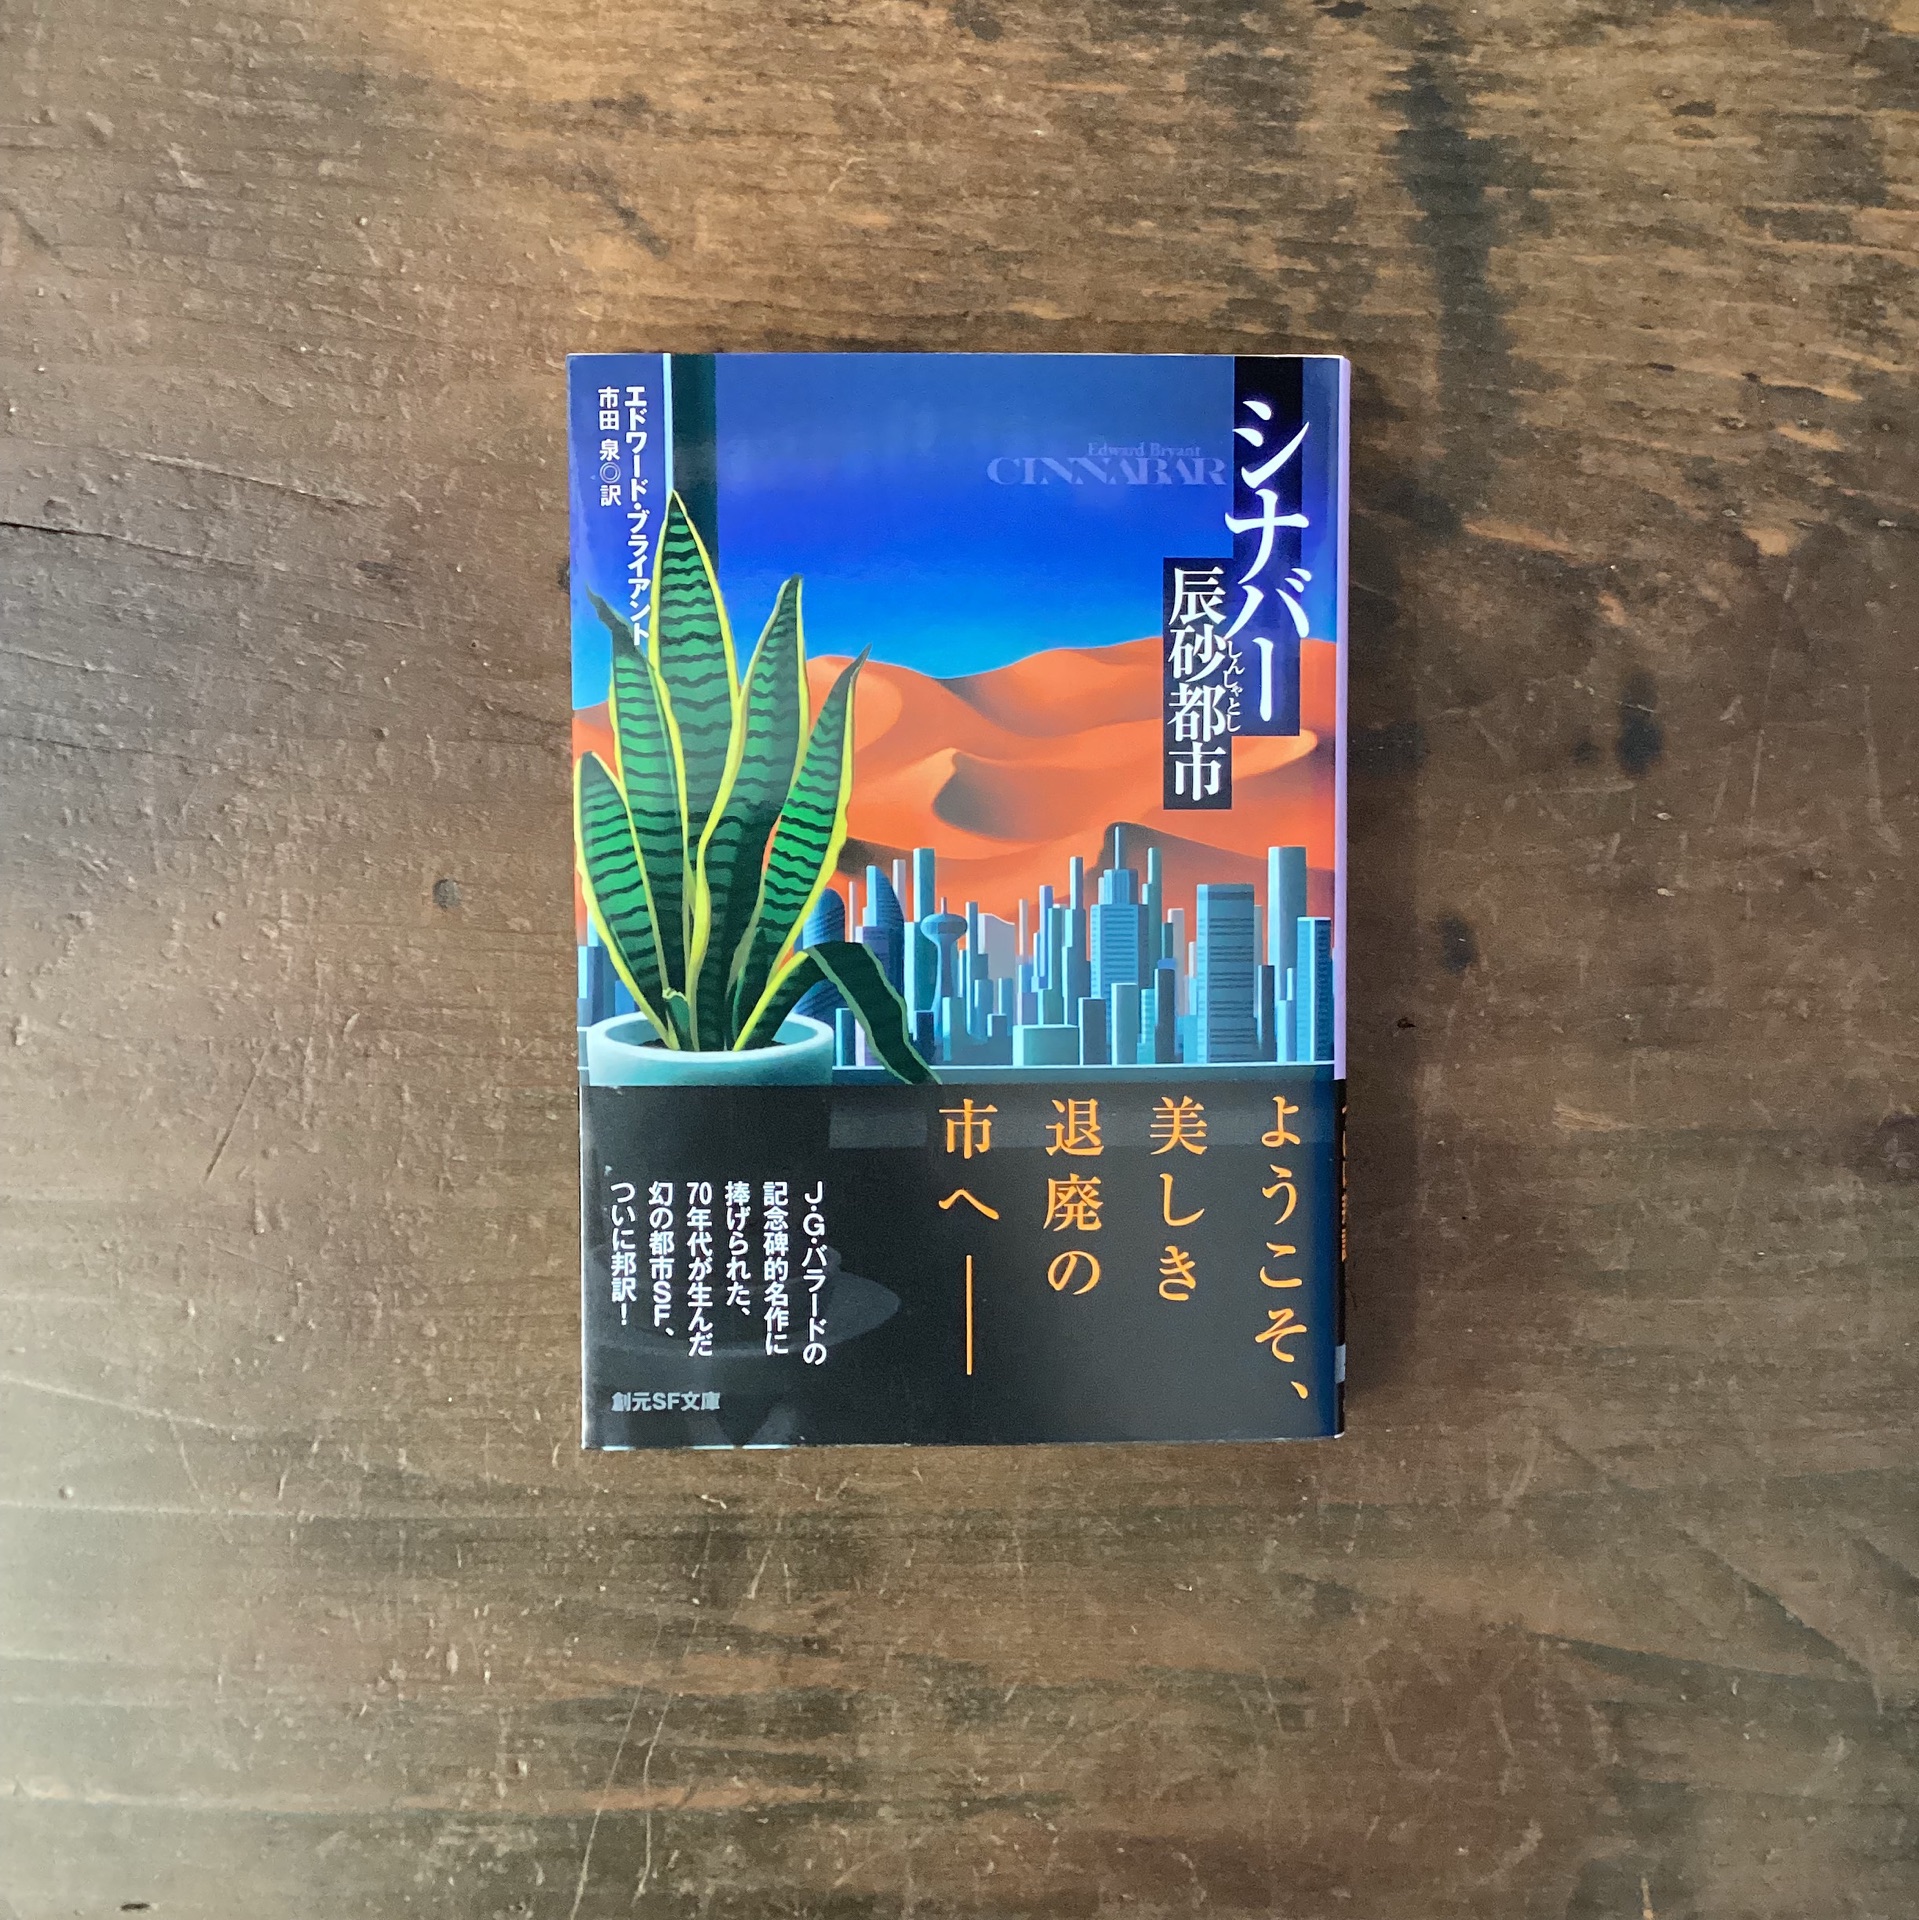 シナバー
辰砂都市
しんしゃとし
Edward Bryant
CINNABAR
エドワード・ブライアント
市田 泉◎訳
ようこそ、
美しき
退廃の
市へ――
J・G・バラードの
記念碑的名作に
捧げられた、
70年代が生んだ
幻の都市SF、
ついに邦訳！
創元SF文庫